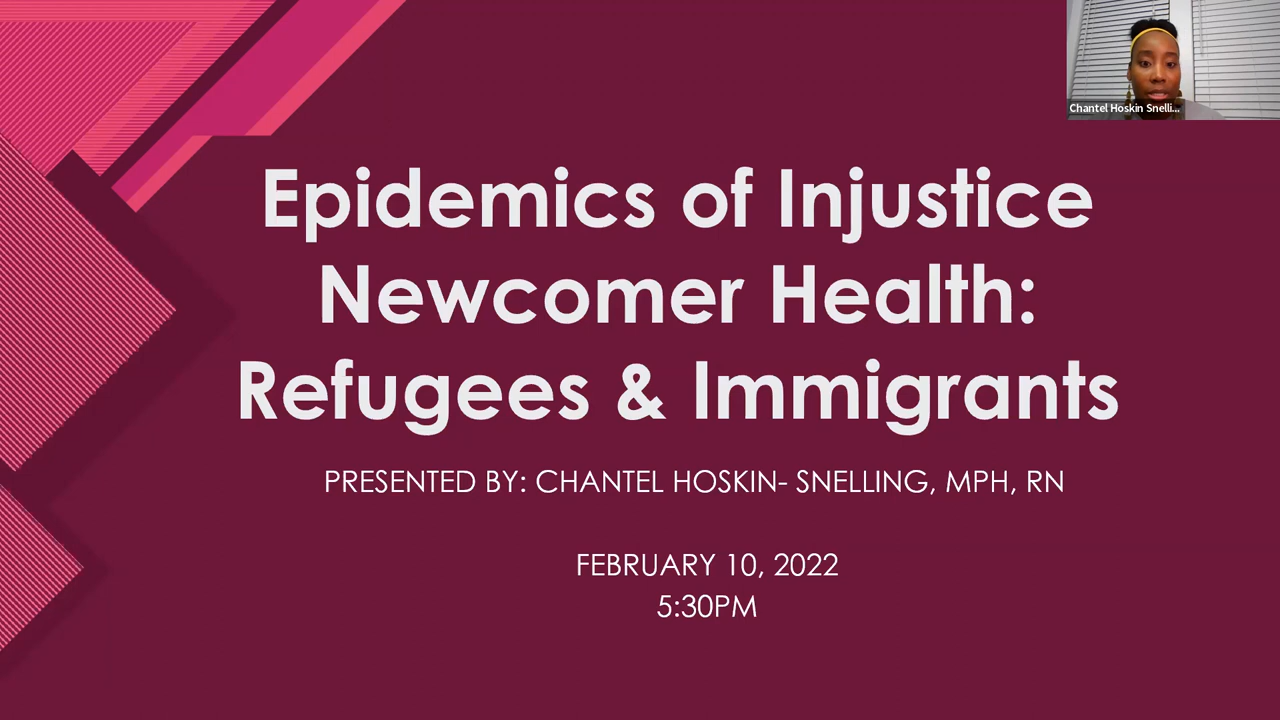 Chantel Hoskin Snelli...
Epidemics of Injustice
Newcomer Health:
Refugees & Immigrants
PRESENTED BY: CHANTEL HOSKIN- SNELLING, MPH, RN
FEBRUARY 10, 2022
5:30PM